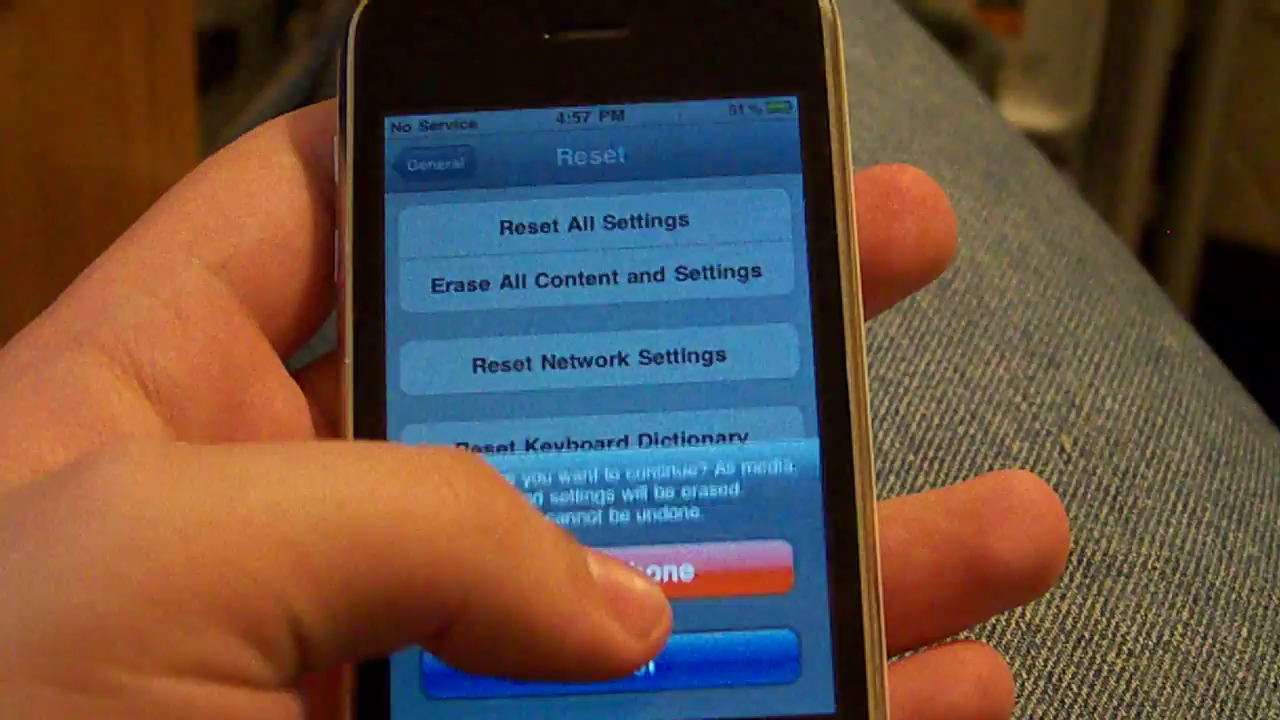 No Service 4:57 PM 51%
General Reset
Reset All Settings
Erase All Content and Settings
Reset Network Settings
Reset Keyboard Dictionary
you want to continue? All media
settings will be erased.
cannot be undone.